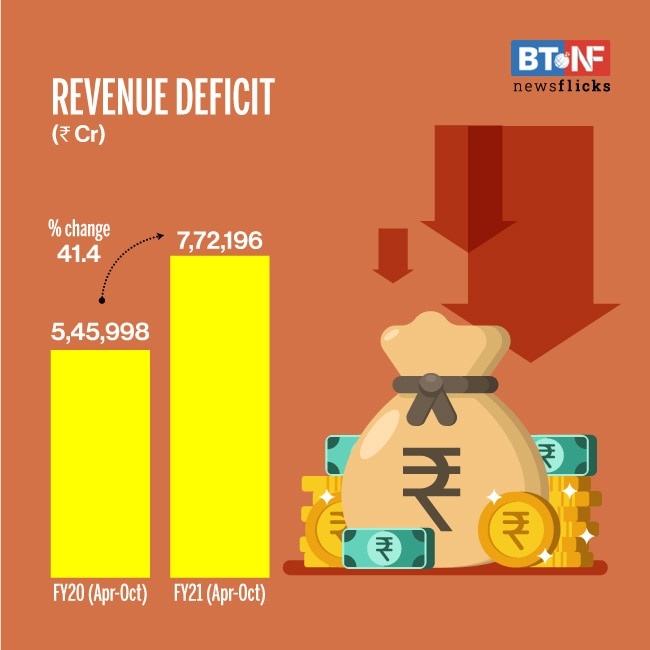 BT NF
newsflicks
REVENUE DEFICIT
(₹ Cr)
% change
41.4
7,72,196
5,45,998
₹
₹
₹
₹
₹
FY20 (Apr-Oct)
FY21 (Apr-Oct)